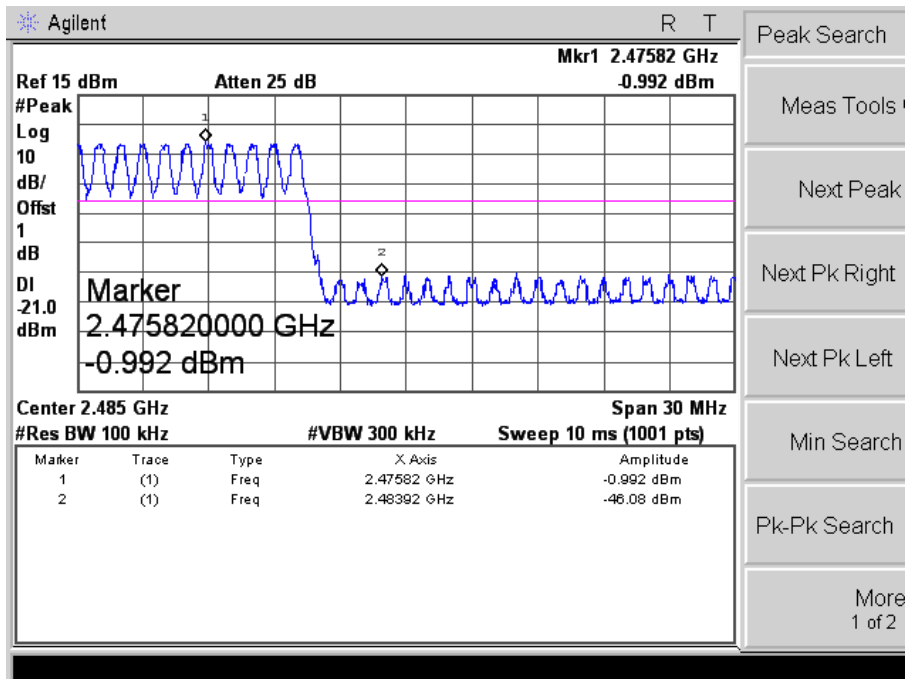 Agilent R T
Mkr1 2.47582 GHz
Ref 15 dBm Atten 25 dB -0.992 dBm
#Peak
Log
10
dB/
Offst
1
dB
DI
-21.0
dBm
1
2
Marker
2.475820000 GHz
-0.992 dBm
Center 2.485 GHz Span 30 MHz
#Res BW 100 kHz #VBW 300 kHz Sweep 10 ms (1001 pts)
Marker Trace Type X Axis Amplitude
1 (1) Freq 2.47582 GHz -0.992 dBm
2 (1) Freq 2.48392 GHz -46.08 dBm
Peak Search
Meas Tools
Next Peak
Next Pk Right
Next Pk Left
Min Search
Pk-Pk Search
More
1 of 2